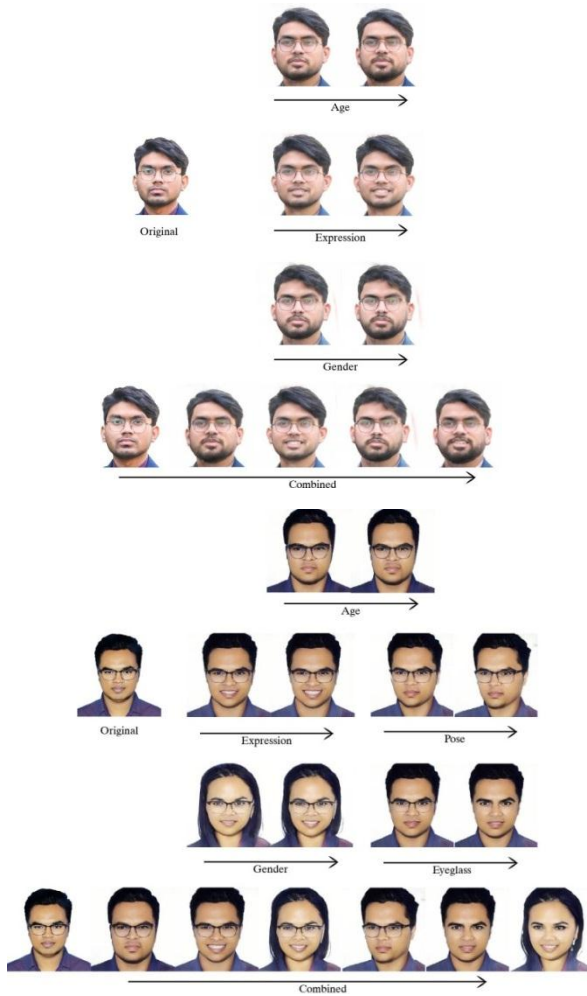 Age
Original
Expression
Gender
Combined
Age
Original
Expression
Pose
Gender
Eyeglass
Combined